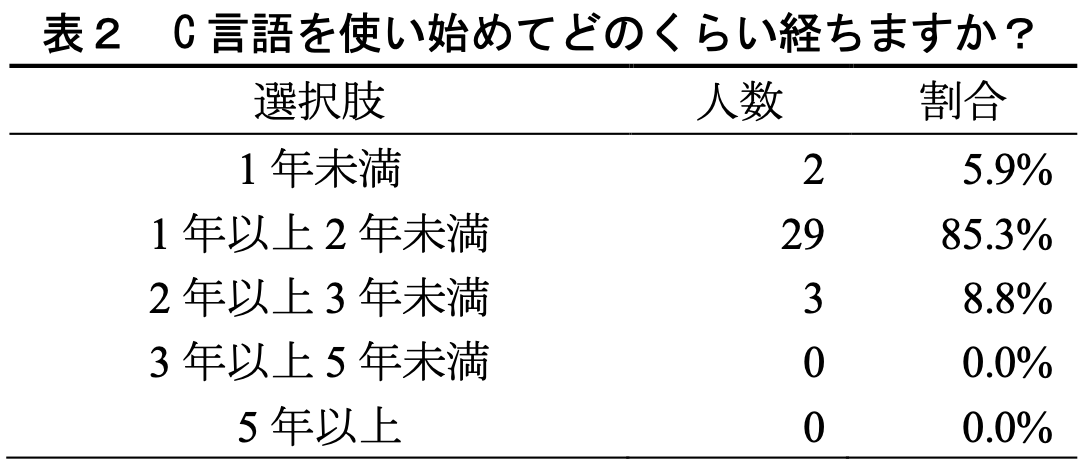 表２　C 言語を使い始めてどのくらい経ちますか？
選択肢 人数 割合
1 年未満 2 5.9%
1 年以上 2 年未満 29 85.3%
2 年以上 3 年未満 3 8.8%
3 年以上 5 年未満 0 0.0%
5 年以上 0 0.0%